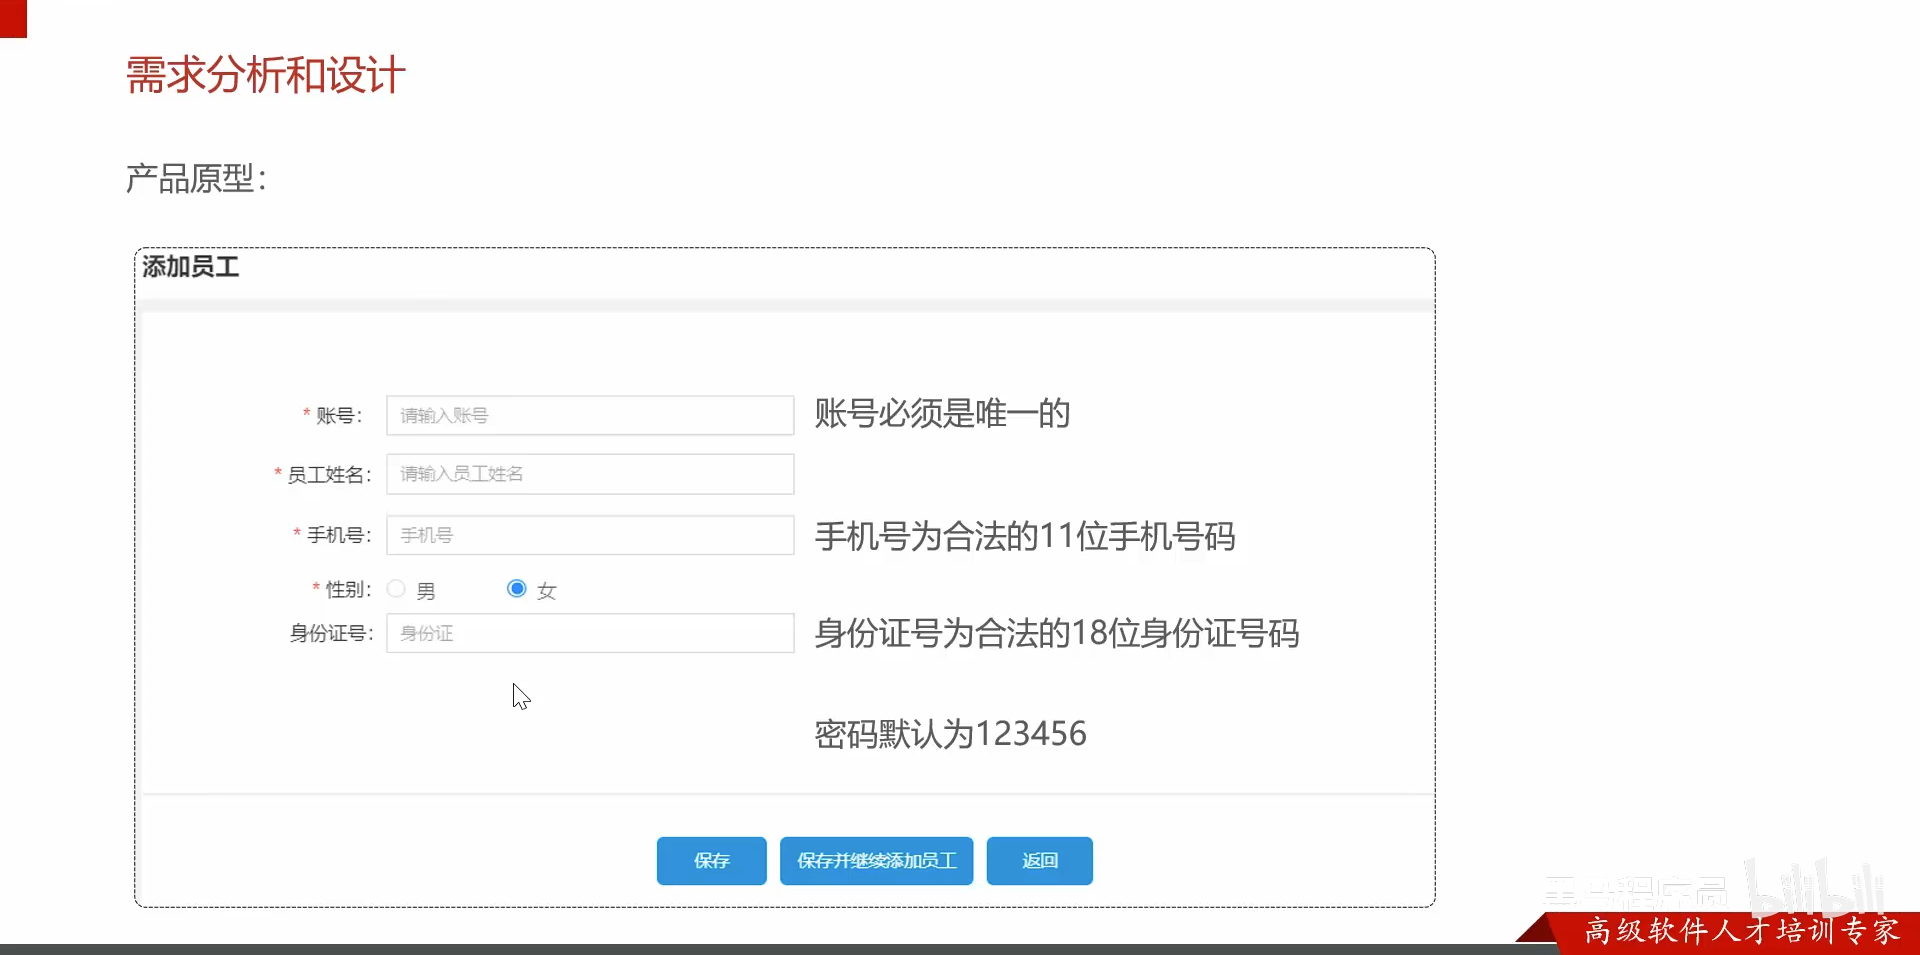 需求分析和设计
产品原型：
添加员工
* 账号： 请输入账号 账号必须是唯一的
* 员工姓名： 请输入员工姓名
* 手机号： 手机号 手机号为合法的11位手机号码
* 性别： 男 女
身份证号： 身份证 身份证号为合法的18位身份证号码
密码默认为123456
保存 保存并继续添加员工 返回
黑马程序员 bilibili
高级软件人才培训专家